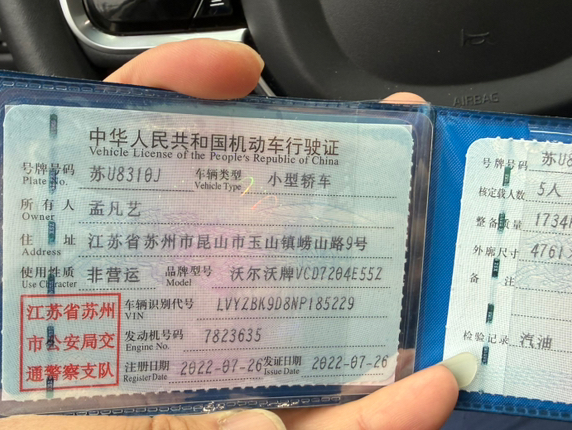 AIRBAG
中华人民共和国机动车行驶证
Vehicle License of the People's Republic of China
号牌号码 苏U8310J 车辆类型 小型轿车
Plate No. Vehicle Type
所有人 孟凡艺
Owner
住址 江苏省苏州市昆山市玉山镇崂山路9号
Address
使用性质 非营运 品牌型号 沃尔沃牌VCD7204E55Z
Use Character Model
江苏省苏州
市公安局交
通警察支队
车辆识别代号 LVYZBK9D8NP185229
VIN
发动机号码 7823635
Engine No.
注册日期 2022-07-26 发证日期 2022-07-26
Register Date Issue Date
号牌号码 苏U8
核定载人数 5人
整备质量 1734
外廓尺寸 4761
备注
检验记录 汽油